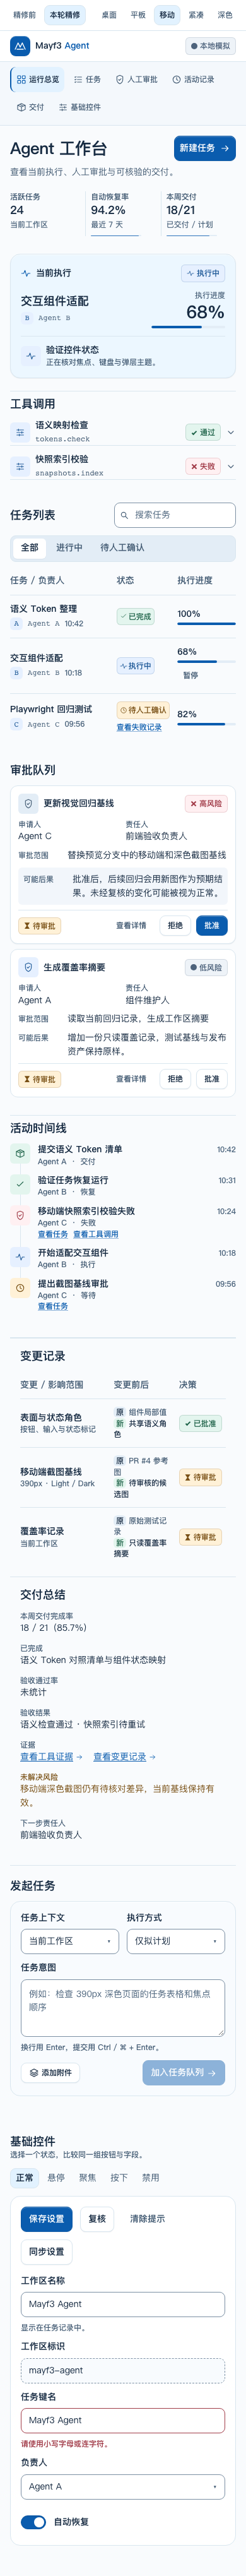 精修前 本轮精修 桌面 平板 移动 紧凑 深色
Mayf3 Agent 本地模拟
运行总览 任务 人工审批 活动记录
交付 基础控件
Agent 工作台 新建任务
查看当前执行、人工审批与可核验的交付。
活跃任务 自动恢复率 本周交付
24 94.2% 18/21
当前工作区 最近 7 天 已交付 / 计划
当前执行 执行中
交互组件适配 执行进度
B Agent B 68%
验证控件状态
正在核对焦点、键盘与弹层主题。
工具调用
语义映射检查 通过
tokens.check
快照索引校验 失败
snapshots.index
任务列表 搜索任务
全部 进行中 待人工确认
任务 / 负责人 状态 执行进度
语义 Token 整理 已完成 100%
A Agent A 10:42
交互组件适配 执行中 68%
B Agent B 10:18 暂停
Playwright 回归测试 待人工确认 82%
C Agent C 09:56 查看失败记录
审批队列
更新视觉回归基线 高风险
申请人 责任人
Agent C 前端验收负责人
审批范围 替换预览分支中的移动端和深色截图基线
可能后果 批准后，后续回归会用新图作为预期结
果。未经复核的变化可能被视为正常。
待审批 查看详情 拒绝 批准
生成覆盖率摘要 低风险
申请人 责任人
Agent A 组件维护人
审批范围 读取当前回归记录，生成工作区摘要
可能后果 增加一份只读覆盖记录，测试基线与发布
资产保持原样。
待审批 查看详情 拒绝 批准
活动时间线
提交语义 Token 清单 10:42
Agent A · 交付
验证任务恢复运行 10:31
Agent B · 恢复
移动端快照索引校验失败 10:24
Agent C · 失败
查看任务 查看工具调用
开始适配交互组件 10:18
Agent B · 执行
提出截图基线审批 09:56
Agent C · 等待
查看任务
变更记录
变更 / 影响范围 变更前后 决策
表面与状态角色 原 组件局部值 已批准
按钮、输入与状态标记 新 共享语义角
色
移动端截图基线 原 PR #4 参考
390px · Light / Dark 图 待审批
新 待审核的候
选图
覆盖率记录 原 原始测试记
当前工作区 录 待审批
新 只读覆盖率
摘要
交付总结
本周交付完成率
18 / 21（85.7%）
已完成
语义 Token 对照清单与组件状态映射
验收通过率
未统计
验收结果
语义检查通过 · 快照索引待重试
证据
查看工具证据 → 查看变更记录 →
未解决风险
移动端深色截图仍有待核对差异，当前基线保持有
效。
下一步责任人
前端验收负责人
发起任务
任务上下文 执行方式
当前工作区 仅拟计划
任务意图
例如：检查 390px 深色页面的任务表格和焦点
顺序
换行用 Enter，提交用 Ctrl / ⌘ + Enter。
添加附件 加入任务队列 →
基础控件
选择一个状态，比较同一组按钮与字段。
正常 悬停 聚焦 按下 禁用
保存设置 复核 清除提示
同步设置
工作区名称
Mayf3 Agent
显示在任务记录中。
工作区标识
mayf3-agent
任务键名
Mayf3 Agent
请使用小写字母或连字符。
负责人
Agent A
自动恢复